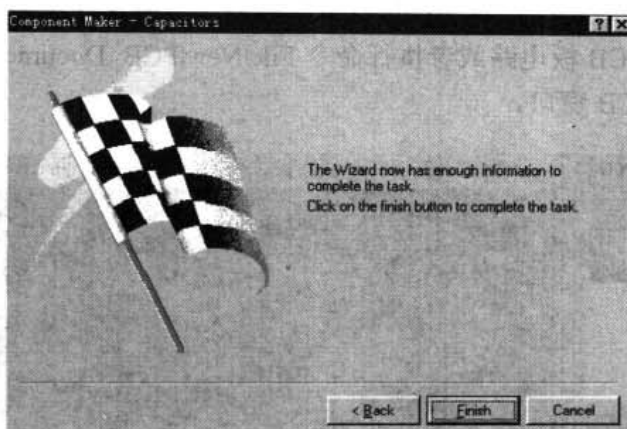 Component Maker - Capacitors
The Wizard now has enough information to
complete the task.
Click on the finish button to complete the task.
< Back
Finish
Cancel